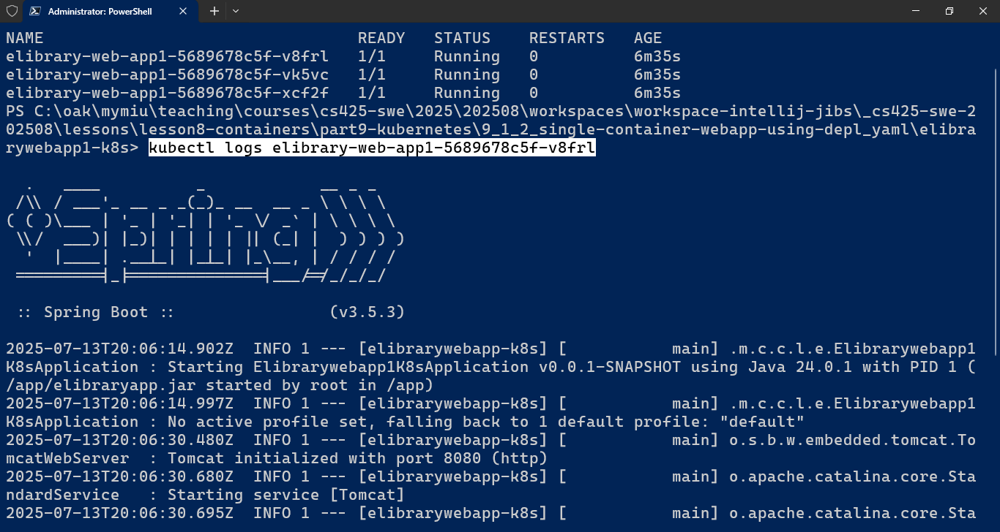 Administrator: PowerShell
NAME                                 READY   STATUS    RESTARTS   AGE
elibrary-web-app1-5689678c5f-v8frl   1/1     Running   0          6m35s
elibrary-web-app1-5689678c5f-vk5vc   1/1     Running   0          6m35s
elibrary-web-app1-5689678c5f-xcf2f   1/1     Running   0          6m35s
PS C:\oak\mymiu\teaching\courses\cs425-swe\2025\202508\workspaces\workspace-intellij-jibs\_cs425-swe-2
02508\lessons\lesson8-containers\part9-kubernetes\9_1_2_single-container-webapp-using-depl_yaml\elibra
rywebapp1-k8s> kubectl logs elibrary-web-app1-5689678c5f-v8frl
  .   ____          _            __ _ _
 /\\ / ___'_ __ _ _(_)_ __  __ _ \ \ \ \
( ( )\___ | '_ | '_| | '_ \/ _` | \ \ \ \
 \\/  ___)| |_)| | | | | || (_| |  ) ) ) )
  '  |____| .__|_| |_|_| |_\__, | / / / /
 =========|_|==============|___/=/_/_/_/
 :: Spring Boot ::                (v3.5.3)
2025-07-13T20:06:14.902Z  INFO 1 --- [elibrarywebapp-k8s] [           main] .m.c.c.l.e.Elibrarywebapp1
K8sApplication : Starting Elibrarywebapp1K8sApplication v0.0.1-SNAPSHOT using Java 24.0.1 with PID 1 (
/app/elibraryapp.jar started by root in /app)
2025-07-13T20:06:14.997Z  INFO 1 --- [elibrarywebapp-k8s] [           main] .m.c.c.l.e.Elibrarywebapp1
K8sApplication : No active profile set, falling back to 1 default profile: "default"
2025-07-13T20:06:30.480Z  INFO 1 --- [elibrarywebapp-k8s] [           main] o.s.b.w.embedded.tomcat.To
mcatWebServer  : Tomcat initialized with port 8080 (http)
2025-07-13T20:06:30.680Z  INFO 1 --- [elibrarywebapp-k8s] [           main] o.apache.catalina.core.Sta
ndardService   : Starting service [Tomcat]
2025-07-13T20:06:30.695Z  INFO 1 --- [elibrarywebapp-k8s] [           main] o.apache.catalina.core.Sta